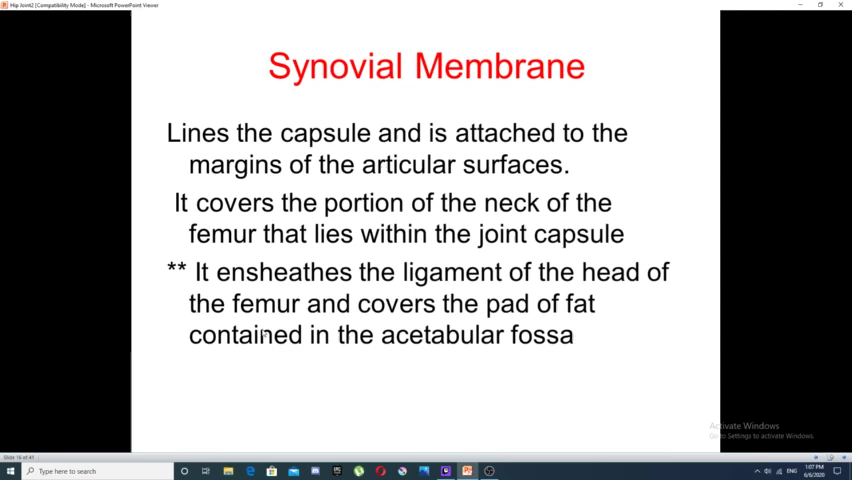 Hip Joint2 [Compatibility Mode] - Microsoft PowerPoint Viewer
Synovial Membrane
Lines the capsule and is attached to the
margins of the articular surfaces.
It covers the portion of the neck of the
femur that lies within the joint capsule
** It ensheathes the ligament of the head of
the femur and covers the pad of fat
contained in the acetabular fossa
Activate Windows
Go to Settings to activate Windows.
Slide 16 of 41
Type here to search
ENG
1:07 PM
6/6/2020